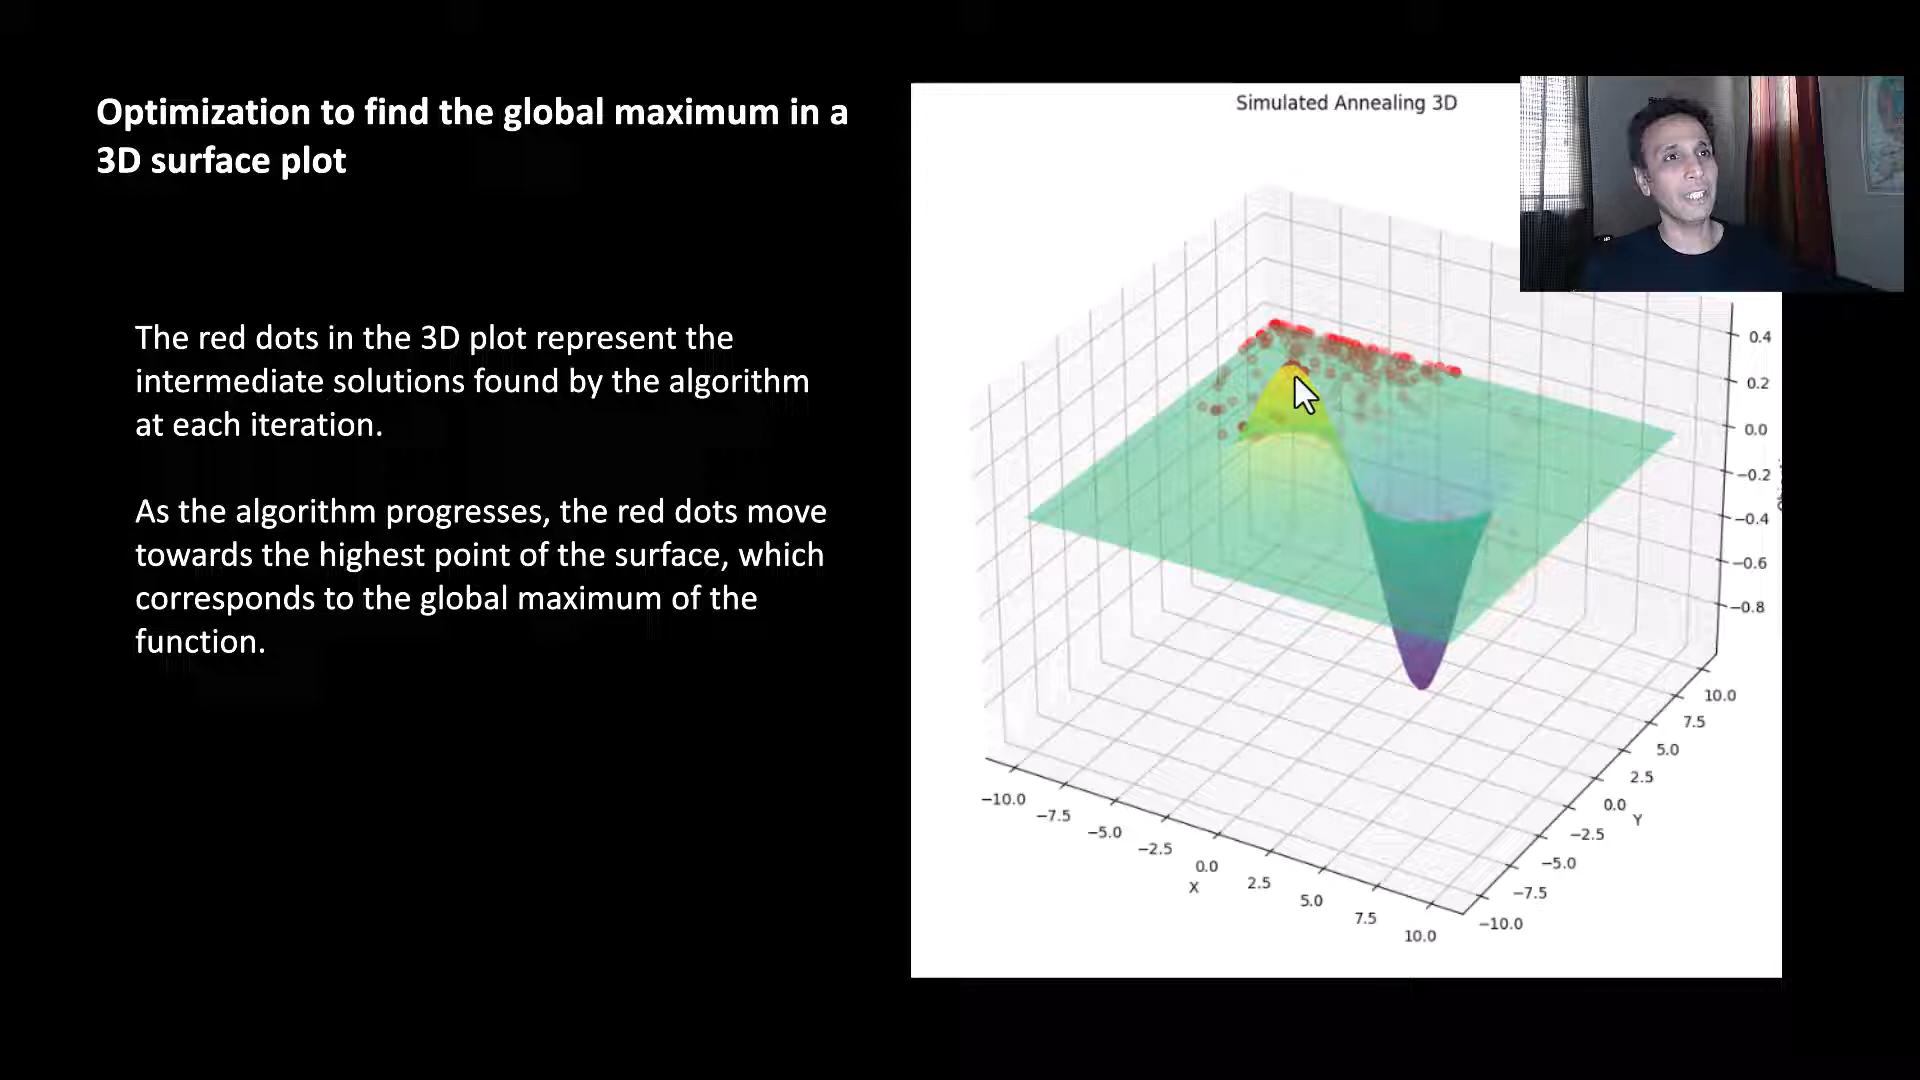 Optimization to find the global maximum in a
3D surface plot
The red dots in the 3D plot represent the
intermediate solutions found by the algorithm
at each iteration.
As the algorithm progresses, the red dots move
towards the highest point of the surface, which
corresponds to the global maximum of the
function.
Simulated Annealing 3D
0.4
0.2
0.0
−0.2
−0.4
−0.6
−0.8
10.0
7.5
5.0
2.5
0.0
Y
−2.5
−5.0
−7.5
−10.0
−10.0
−7.5
−5.0
−2.5
0.0
X
2.5
5.0
7.5
10.0